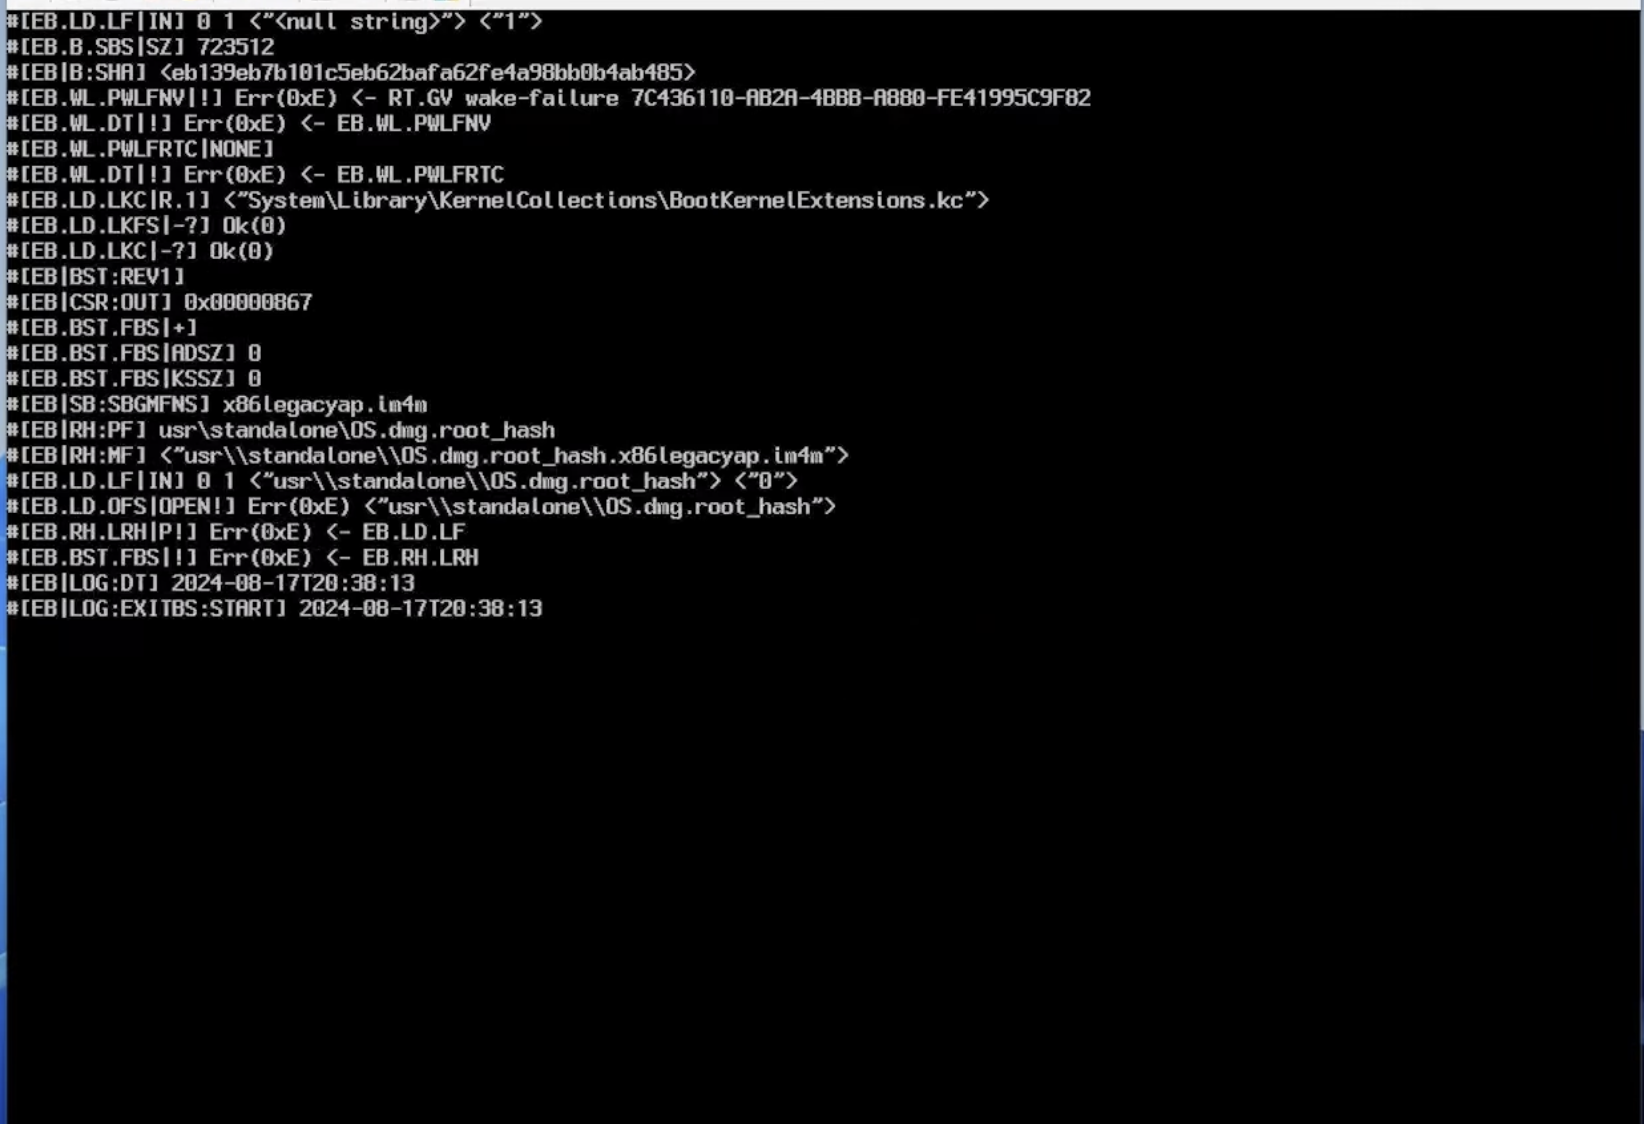 #[EB.LD.LF|IN] 0 1 <"<null string>"> <"1">
#[EB.B.SBS|SZ] 723512
#[EB|B:SHA] <eb139eb7b101c5eb62bafa62fe4a98bb0b4ab485>
#[EB.WL.PWLFNV|!] Err(0xE) <- RT.GV wake-failure 7C436110-AB2A-4BBB-A880-FE41995C9F82
#[EB.WL.DT|!] Err(0xE) <- EB.WL.PWLFNV
#[EB.WL.PWLFRTC|NONE]
#[EB.WL.DT|!] Err(0xE) <- EB.WL.PWLFRTC
#[EB.LD.LKC|R.1] <"System\Library\KernelCollections\BootKernelExtensions.kc">
#[EB.LD.LKFS|-?] Ok(0)
#[EB.LD.LKC|-?] Ok(0)
#[EB|BST:REV1]
#[EB|CSR:OUT] 0x00000867
#[EB.BST.FBS|+]
#[EB.BST.FBS|ADSZ] 0
#[EB.BST.FBS|KSSZ] 0
#[EB|SB:SBGMFNS] x86legacyap.im4m
#[EB|RH:PF] usr\standalone\OS.dmg.root_hash
#[EB|RH:MF] <"usr\\standalone\\OS.dmg.root_hash.x86legacyap.im4m">
#[EB.LD.LF|IN] 0 1 <"usr\\standalone\\OS.dmg.root_hash"> <"0">
#[EB.LD.OFS|OPEN!] Err(0xE) <"usr\\standalone\\OS.dmg.root_hash">
#[EB.RH.LRH|P!] Err(0xE) <- EB.LD.LF
#[EB.BST.FBS|!] Err(0xE) <- EB.RH.LRH
#[EB|LOG:DT] 2024-08-17T20:38:13
#[EB|LOG:EXITBS:START] 2024-08-17T20:38:13